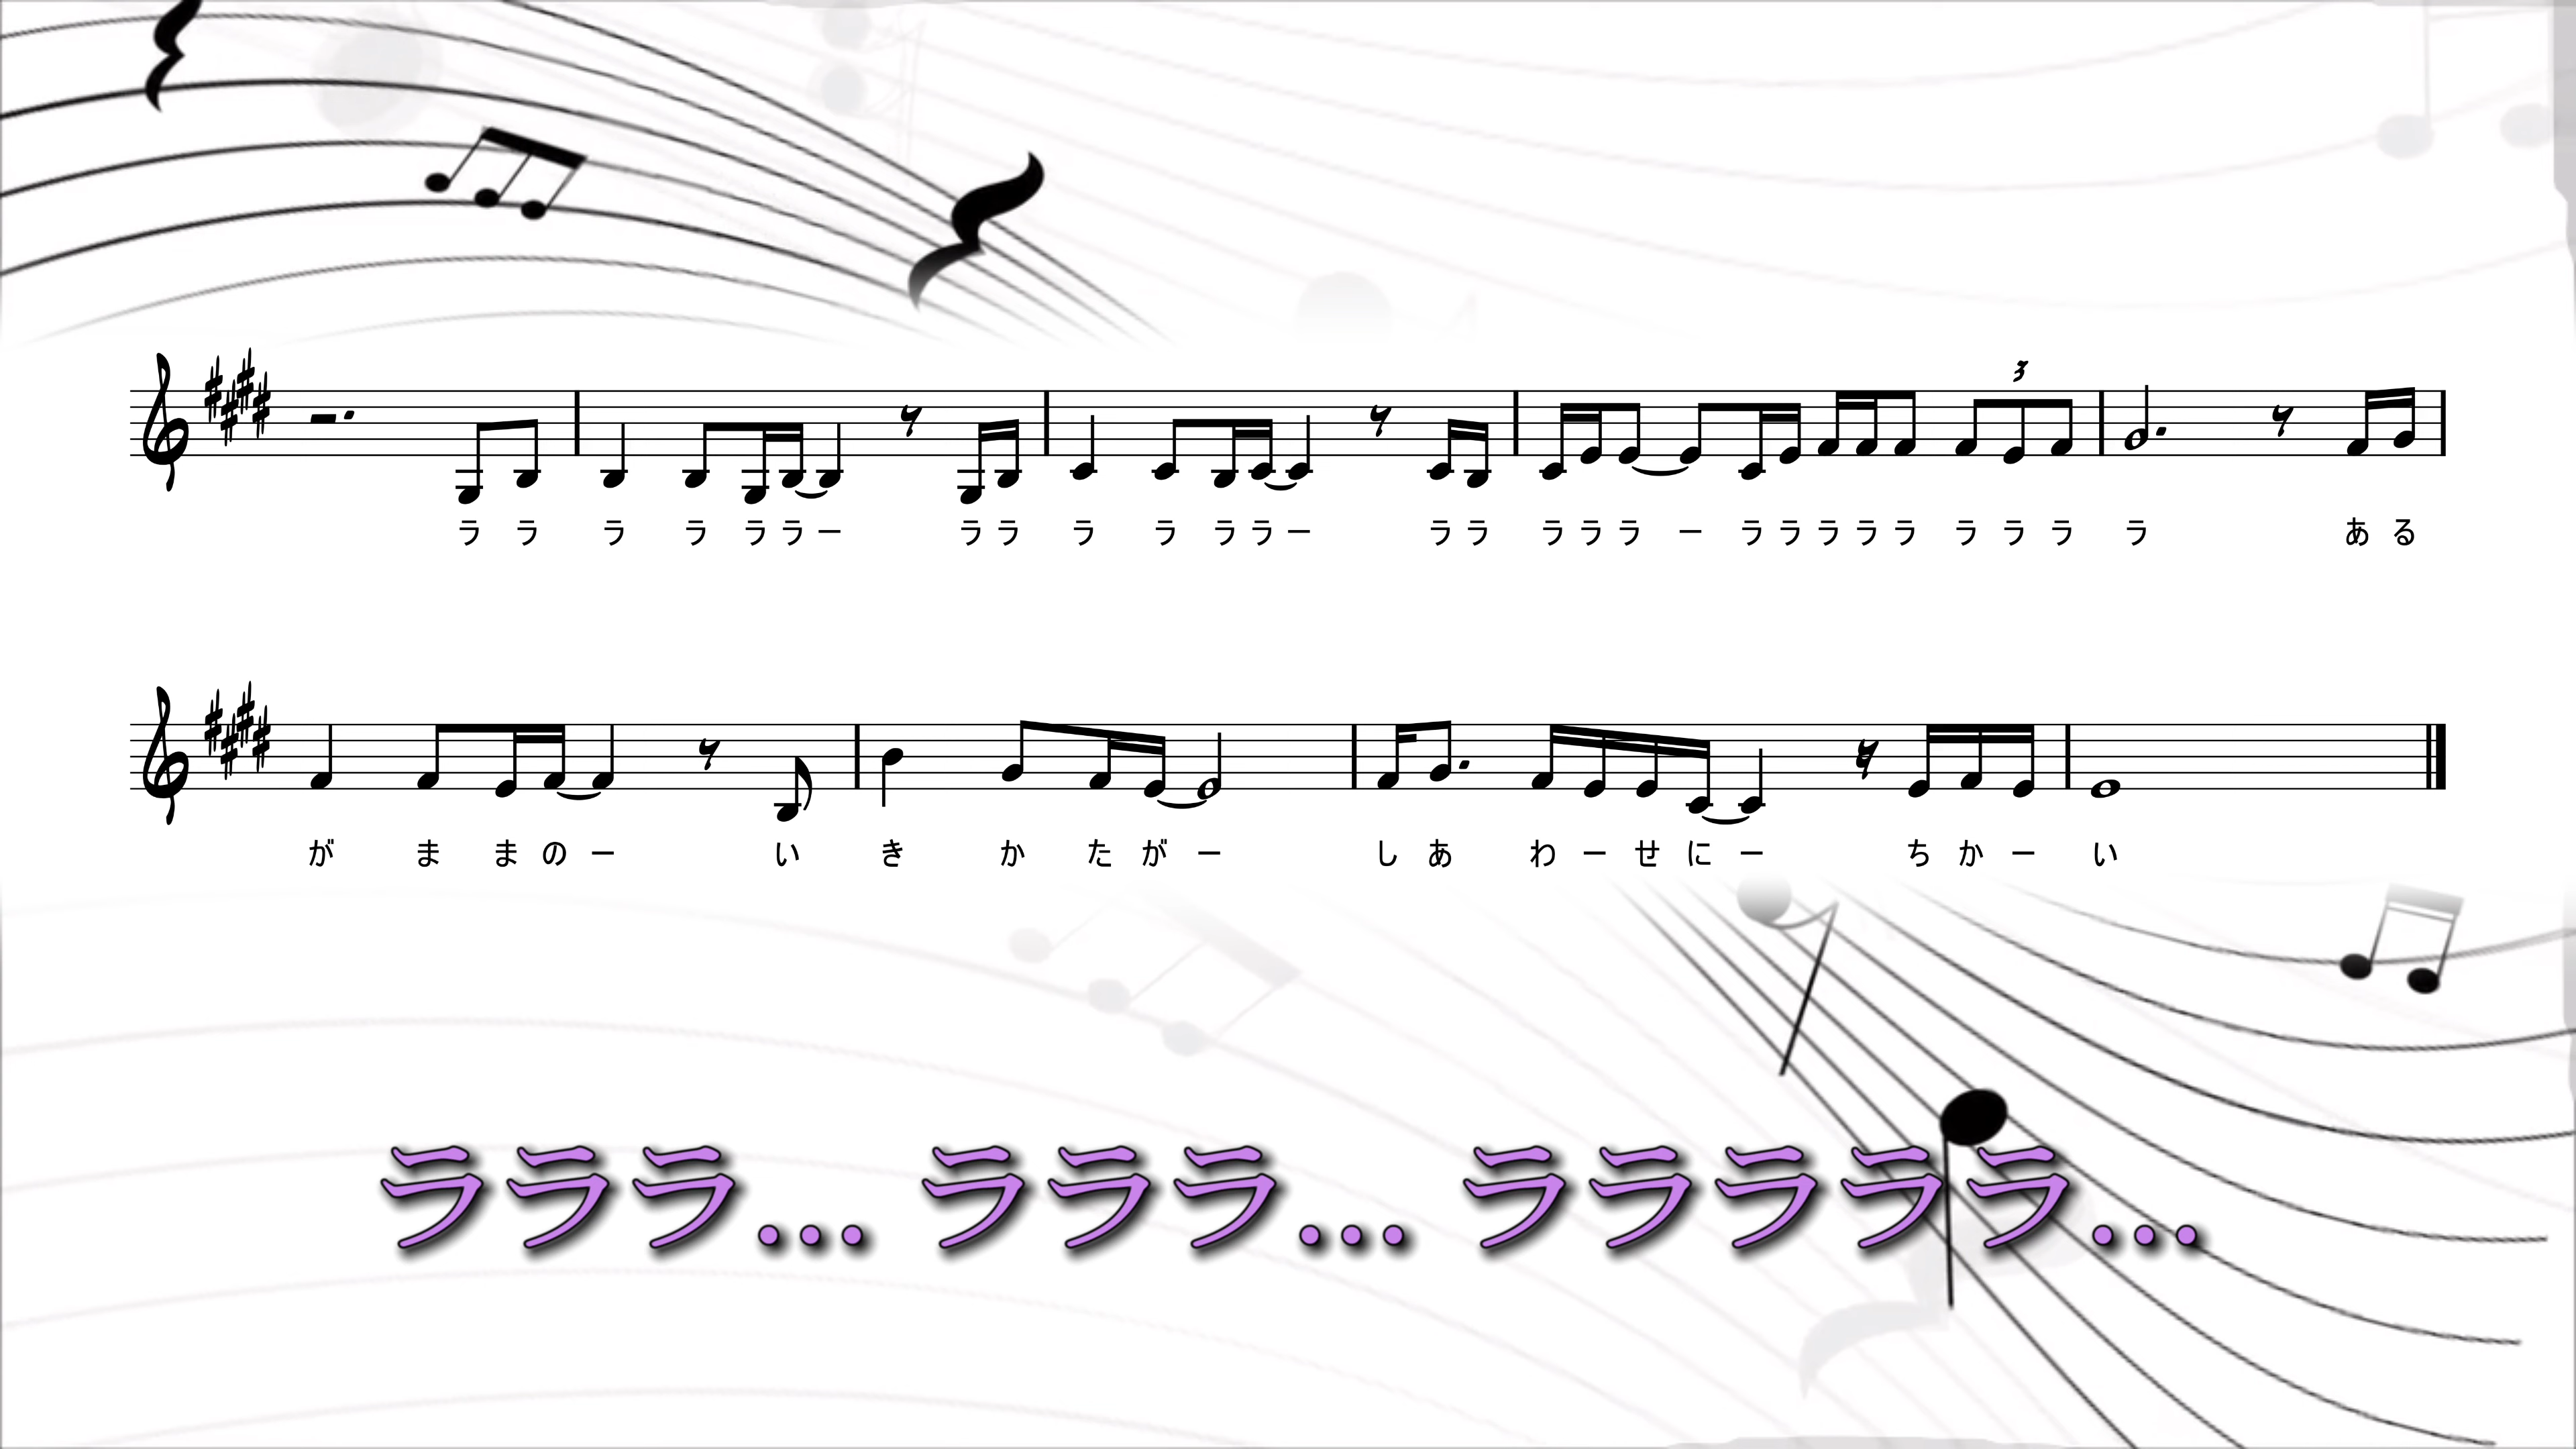 3
ラ ラ ラ ラ ラ ラ ー ラ ラ ラ ラ ラ ラ ー ラ ラ ラ ラ ラ ー ラ ラ ラ ラ ラ ラ ラ ラ ラ あ る
が ま ま の ー い き か た が ー し あ わ ー せ に ー ち か ー い
ラララ… ラララ… ラララララ…